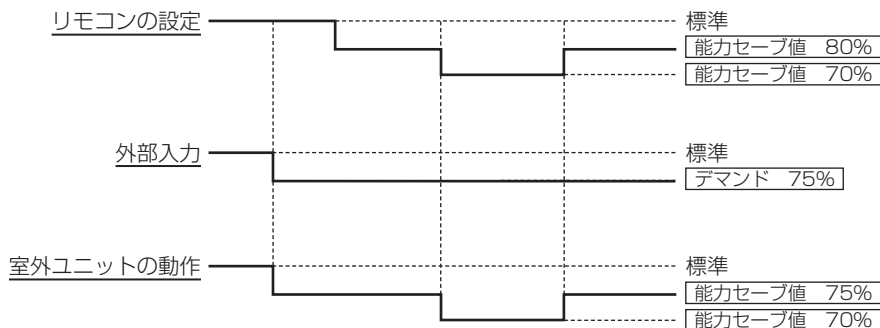 リモコンの設定
標準
能力セーブ値 80%
能力セーブ値 70%
外部入力
標準
デマンド 75%
室外ユニットの動作
標準
能力セーブ値 75%
能力セーブ値 70%